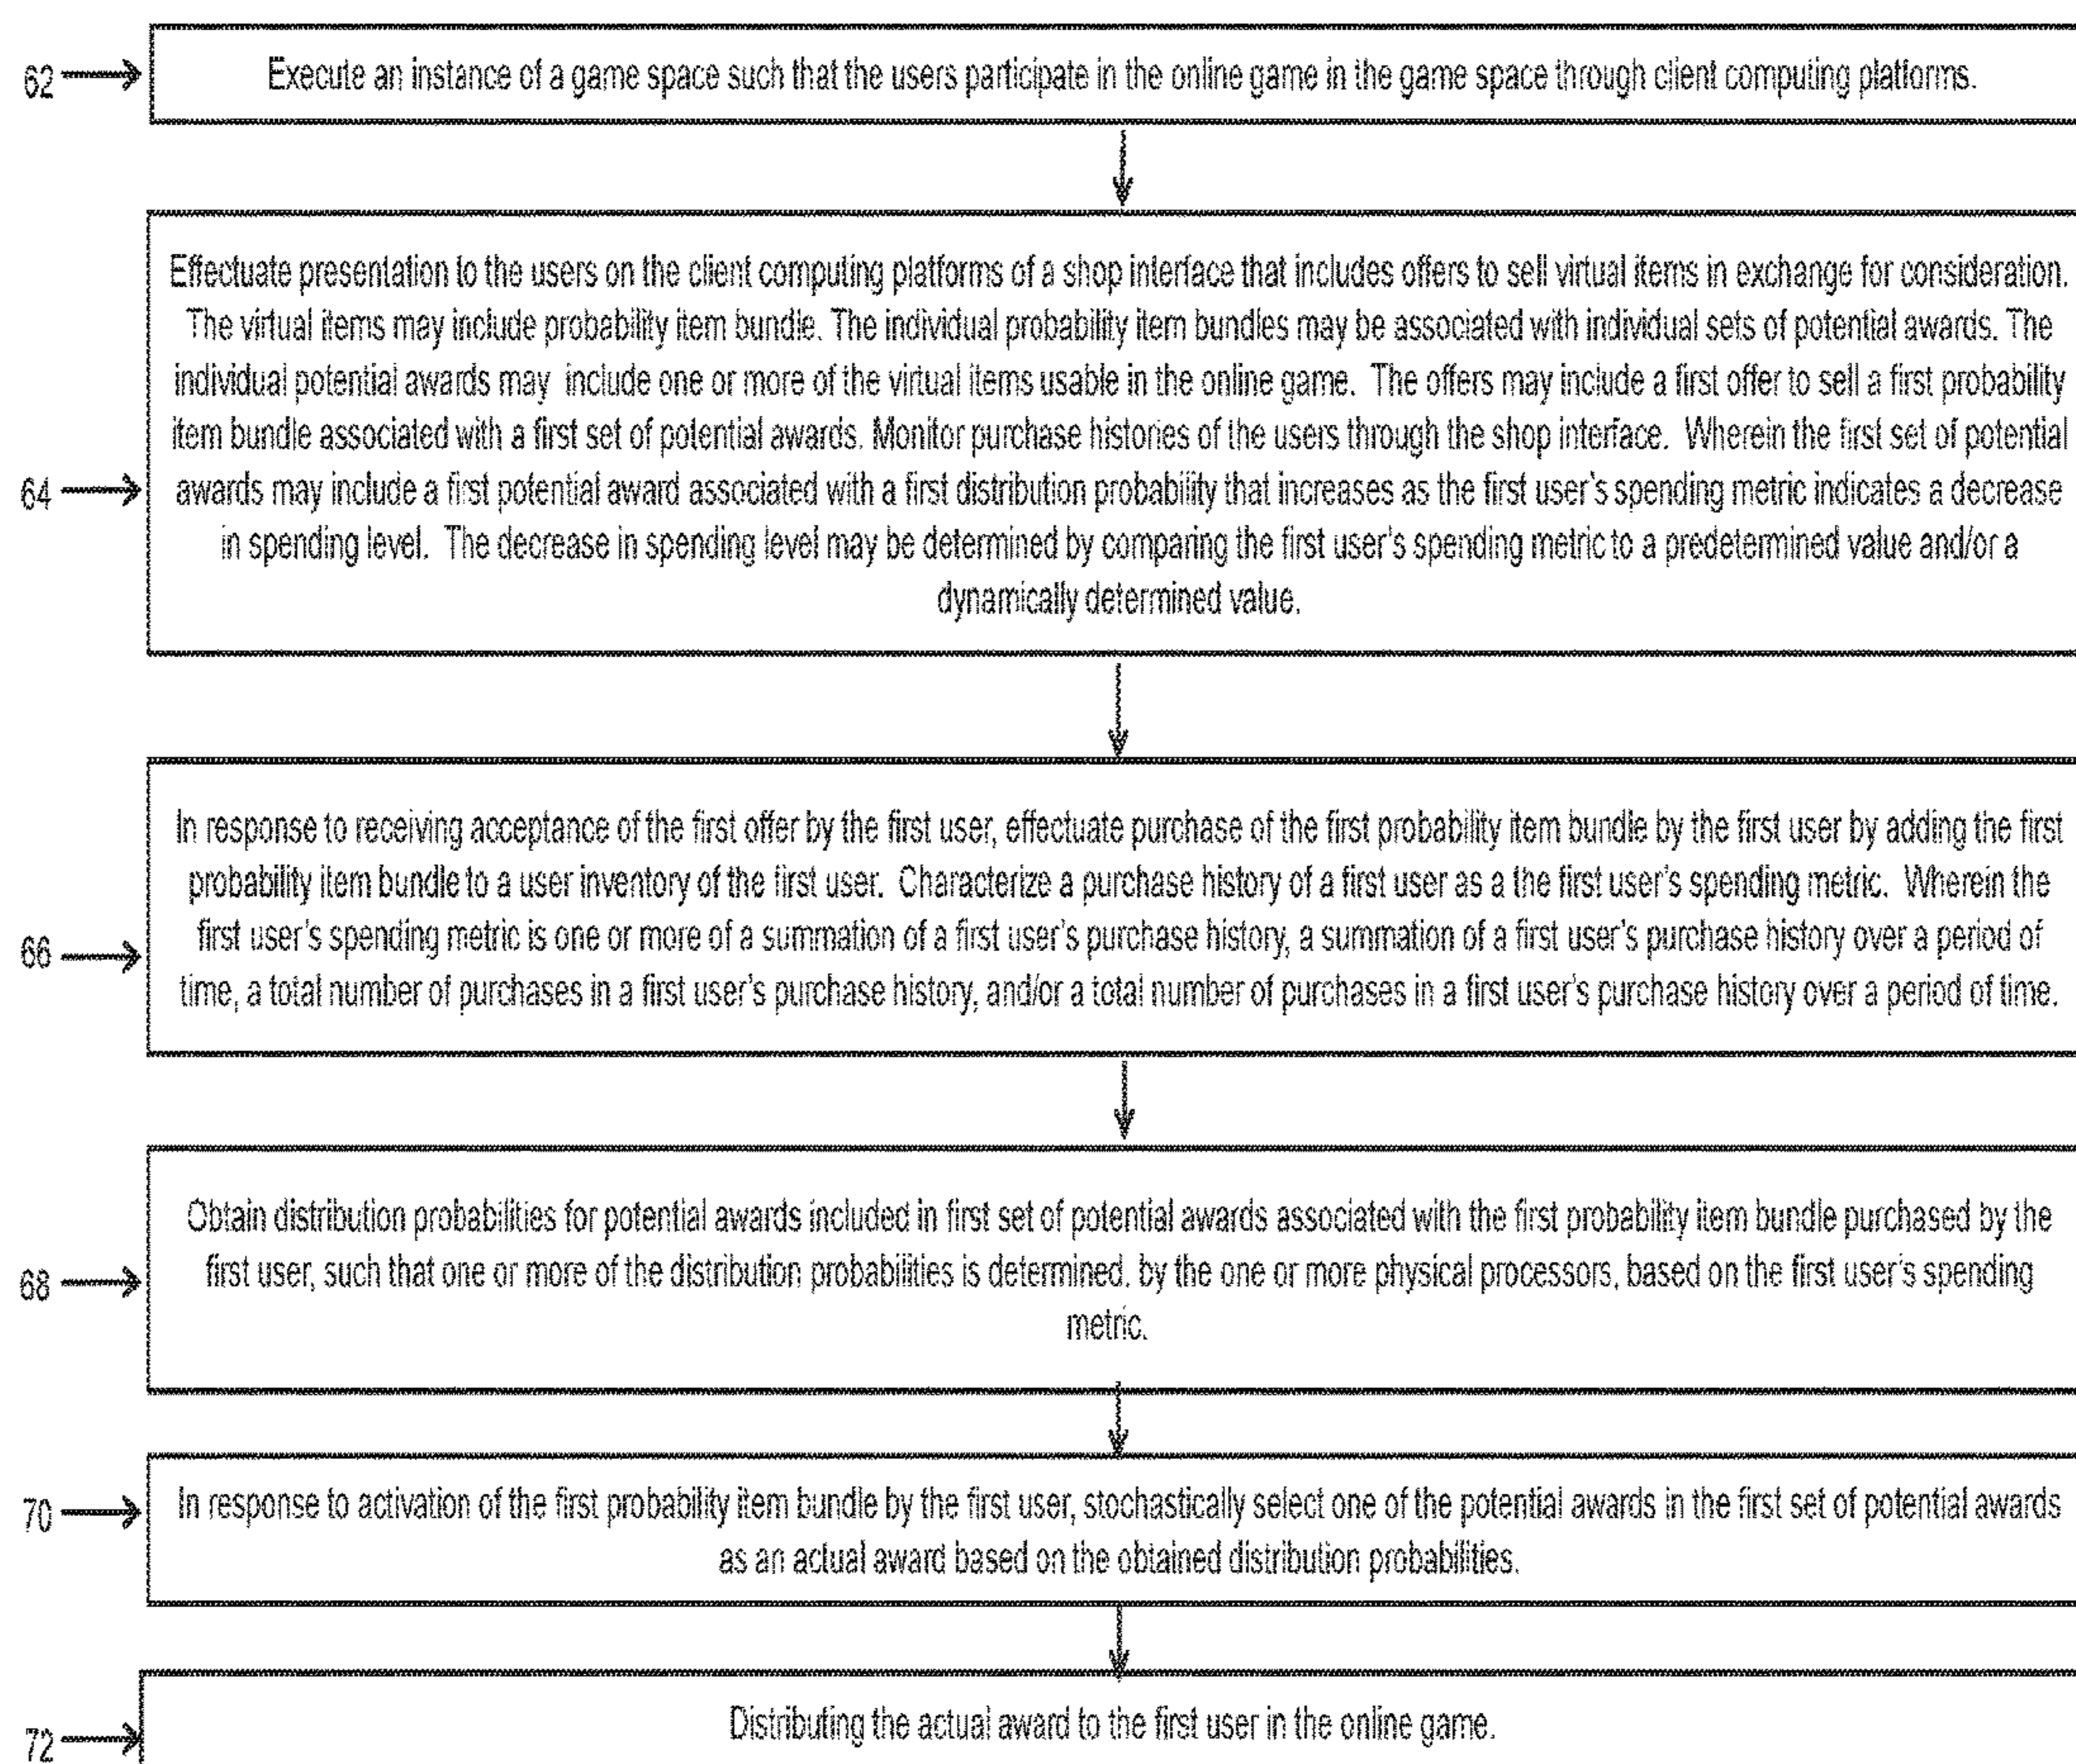 62
Execute an instance of a game space such that the users participate in the online game in the game space through client computing platforms.
Effectuate presentation to the users on the client computing platforms of a shop interface that includes offers to sell virtual items in exchange for consideration.
The virtual items may include probability item bundle. The individual probability item bundles may be associated with individual sets of potential awards. The
individual potential awards may include one or more of the virtual items usable in the online game. The offers may include a first offer to sell a first probability
item bundle associated with a first set of potential awards. Monitor purchase histories of the users through the shop interface. Wherein the first set of potential
64
awards may include a first potential award associated with a first distribution probability that increases as the first user's spending metric indicates a decrease
in spending level. The decrease in spending level may be determined by comparing the first user's spending metric to a predetermined value and/or a
dynamically determined value.
In response to receiving acceptance of the first offer by the first user, effectuate purchase of the first probability item bundle by the first user by adding the first
probability item bundle to a user inventory of the first user. Characterize a purchase history of a first user as a the first user's spending metric. Wherein the
first user's spending metric is one or more of a summation of a first user's purchase history, a summation of a first user's purchase history over a period of
66
time, a total number of purchases in a first user's purchase history, and/or a total number of purchases in a first user's purchase history over a period of time.
Obtain distribution probabilities for potential awards included in first set of potential awards associated with the first probability item bundle purchased by the
68
first user, such that one or more of the distribution probabilities is determined, by the one or more physical processors, based on the first user's spending
metric.
70
In response to activation of the first probability item bundle by the first user, stochastically select one of the potential awards in the first set of potential awards
as an actual award based on the obtained distribution probabilities.
72
Distributing the actual award to the first user in the online game.